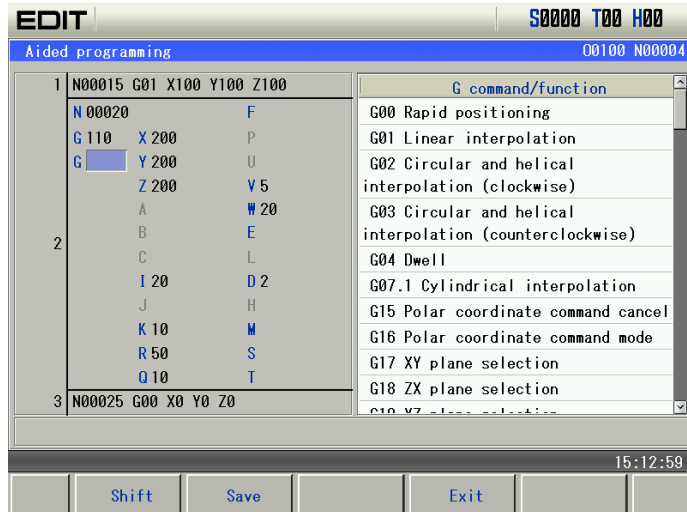 EDIT
S0000 T00 H00
Aided programming
O0100 N00004
1 N00015 G01 X100 Y100 Z100
N 00020 F
G 110 X 200 P
G Y 200 U
Z 200 V 5
A W 20
B E
2
C L
I 20 D 2
J H
K 10 M
R 50 S
Q 10 T
3 N00025 G00 X0 Y0 Z0
G command/function
G00 Rapid positioning
G01 Linear interpolation
G02 Circular and helical
interpolation (clockwise)
G03 Circular and helical
interpolation (counterclockwise)
G04 Dwell
G07.1 Cylindrical interpolation
G15 Polar coordinate command cancel
G16 Polar coordinate command mode
G17 XY plane selection
G18 ZX plane selection
15:12:59
Shift Save Exit